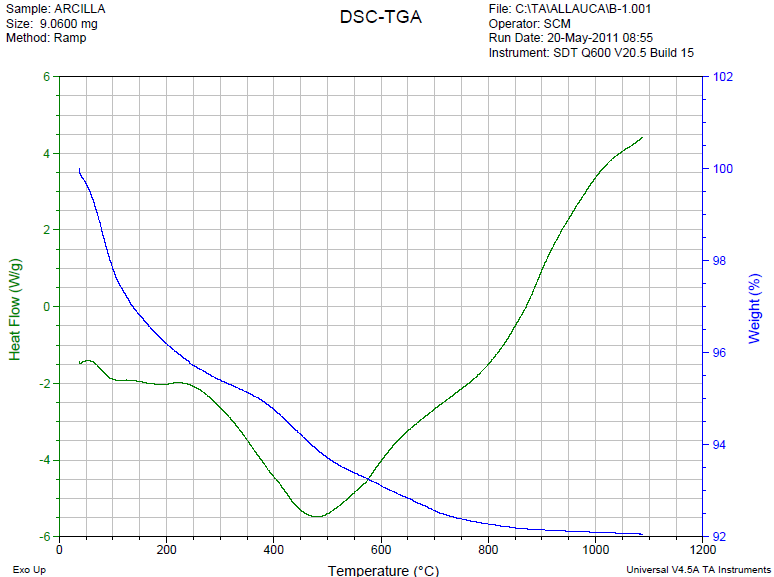 Sample: ARCILLA
Size: 9.0600 mg
Method: Ramp
DSC-TGA
File: C:\TA\ALLAUCA\B-1.001
Operator: SCM
Run Date: 20-May-2011 08:55
Instrument: SDT Q600 V20.5 Build 15
6
4
2
0
-2
-4
-6
Heat Flow (W/g)
102
100
98
96
94
92
Weight (%)
0 200 400 600 800 1000 1200
Exo Up
Temperature (°C)
Universal V4.5A TA Instruments